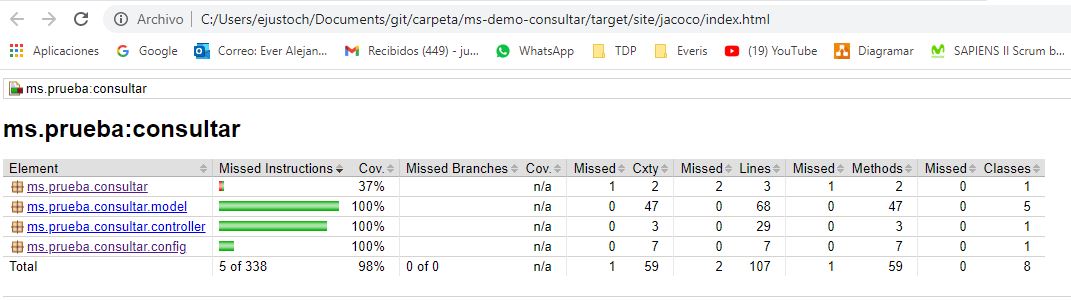 Archivo C:/Users/ejustoch/Documents/git/carpeta/ms-demo-consultar/target/site/jacoco/index.html
Aplicaciones Google Correo: Ever Alejan... Recibidos (449) - ju... WhatsApp TDP Everis (19) YouTube Diagramar SAPIENS II Scrum b...
ms.prueba:consultar
ms.prueba:consultar
Element Missed Instructions Cov. Missed Branches Cov. Missed Cxty Missed Lines Missed Methods Missed Classes
ms.prueba.consultar 37% n/a 1 2 2 3 1 2 0 1
ms.prueba.consultar.model 100% n/a 0 47 0 68 0 47 0 5
ms.prueba.consultar.controller 100% n/a 0 3 0 29 0 3 0 1
ms.prueba.consultar.config 100% n/a 0 7 0 7 0 7 0 1
Total 5 of 338 98% 0 of 0 n/a 1 59 2 107 1 59 0 8